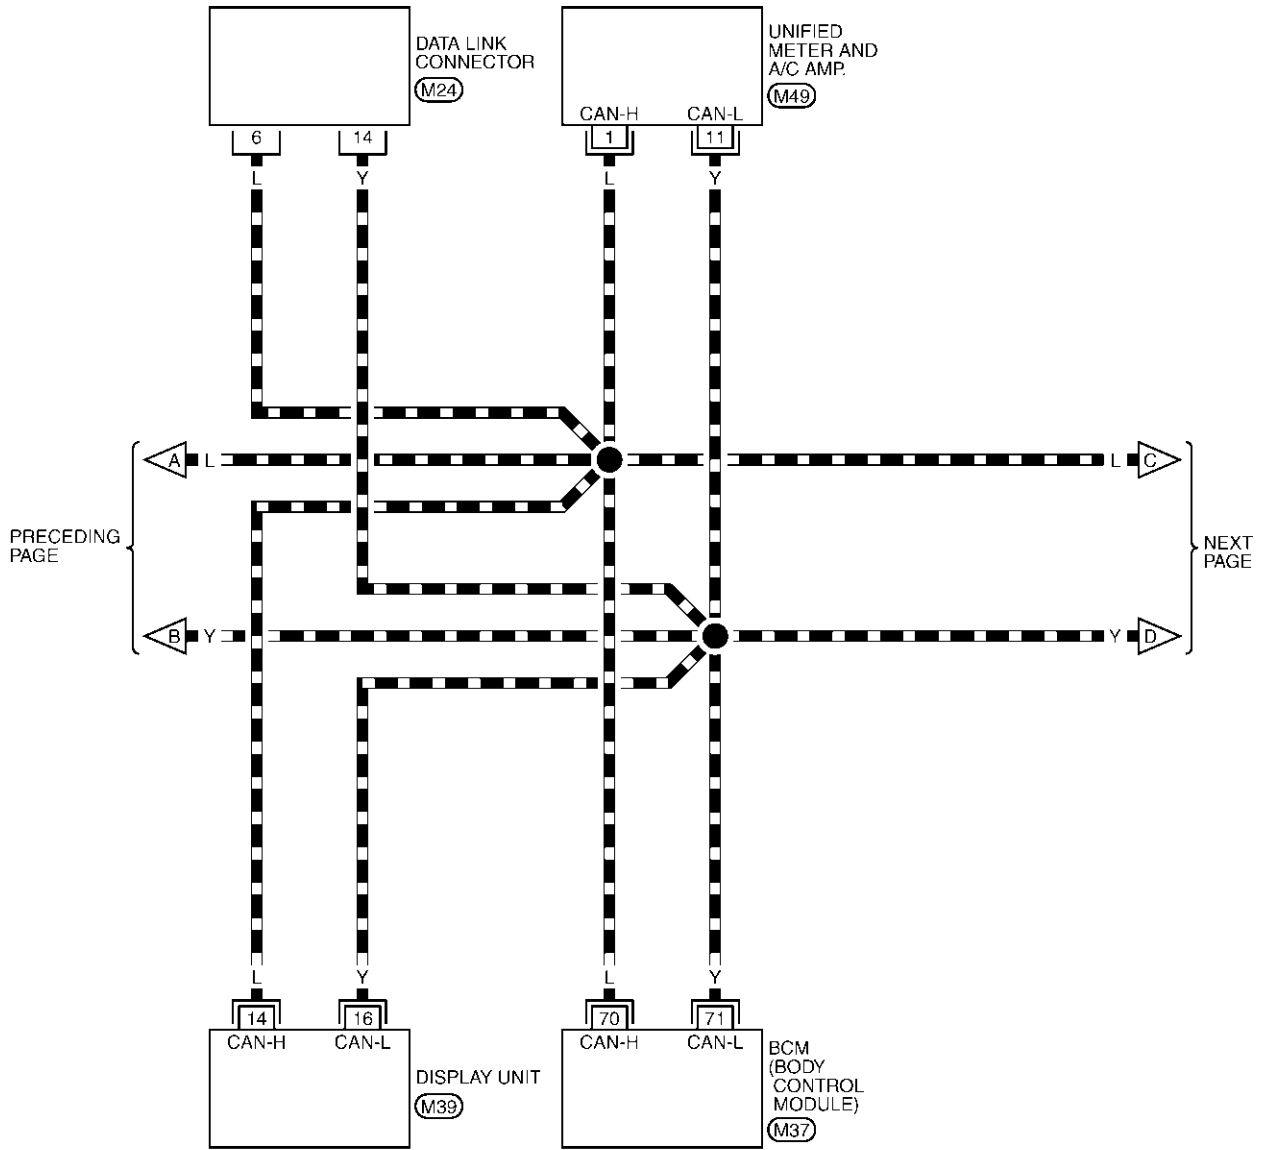 DATA LINK
CONNECTOR
M24
UNIFIED
METER AND
A/C AMP.
M49
CAN-H CAN-L
6 14 1 11
L Y L Y
A L L C
PRECEDING
PAGE
NEXT
PAGE
B Y Y D
L Y L Y
14 16 70 71
CAN-H CAN-L CAN-H CAN-L
DISPLAY UNIT
M39
BCM
(BODY
CONTROL
MODULE)
M37